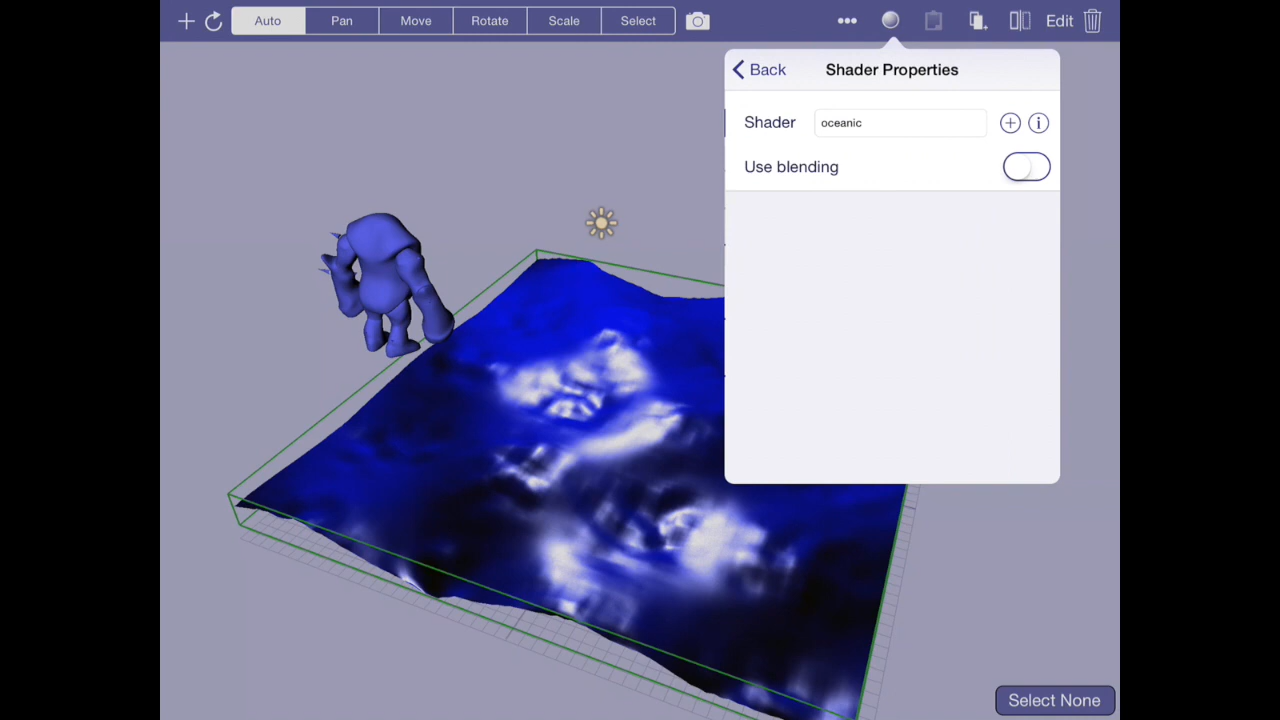 Auto Pan Move Rotate Scale Select Edit
Back Shader Properties
Shader oceanic
Use blending
Select None